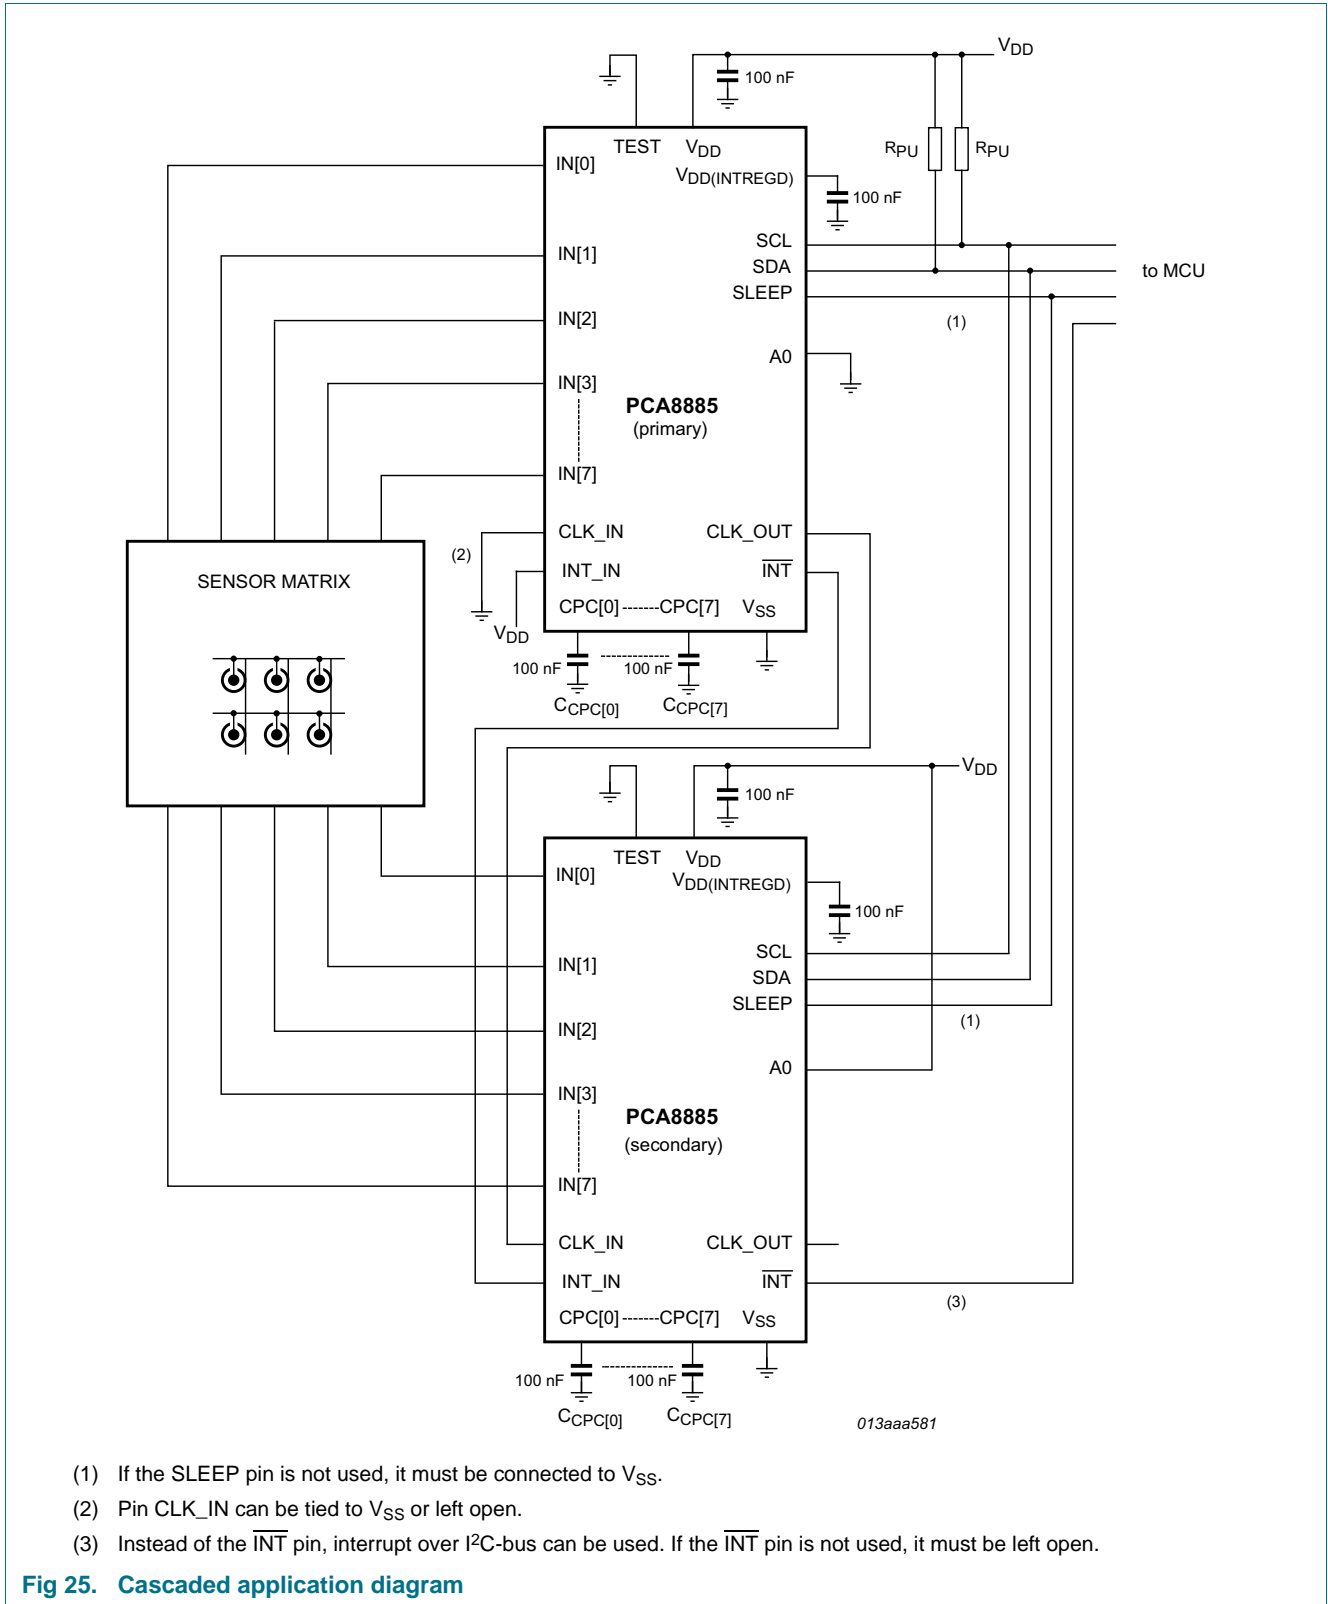 VDD
100 nF
TEST VDD
IN[0]
VDD(INTREGD)
RPU RPU
100 nF
SCL
IN[1]
SDA
to MCU
SLEEP
IN[2]
(1)
A0
IN[3]
PCA8885
(primary)
IN[7]
CLK_IN CLK_OUT
(2)
INT_IN INT
SENSOR MATRIX
CPC[0] CPC[7] VSS
VDD
100 nF 100 nF
CCPC[0] CCPC[7]
VDD
100 nF
TEST VDD
IN[0]
VDD(INTREGD)
100 nF
SCL
IN[1]
SDA
SLEEP
(1)
IN[2]
A0
IN[3]
PCA8885
(secondary)
IN[7]
CLK_IN CLK_OUT
INT_IN INT
(3)
CPC[0] CPC[7] VSS
100 nF 100 nF
CCPC[0] CCPC[7]
013aaa581
(1) If the SLEEP pin is not used, it must be connected to VSS.
(2) Pin CLK_IN can be tied to VSS or left open.
(3) Instead of the INT pin, interrupt over I2C-bus can be used. If the INT pin is not used, it must be left open.
Fig 25. Cascaded application diagram